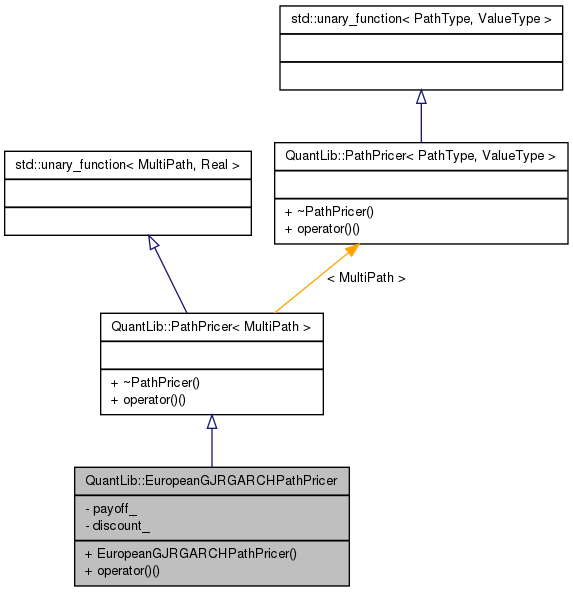 std::unary_function< PathType, ValueType >
QuantLib::PathPricer< PathType, ValueType >
+ ~PathPricer()
+ operator()()
std::unary_function< MultiPath, Real >
< MultiPath >
QuantLib::PathPricer< MultiPath >
+ ~PathPricer()
+ operator()()
QuantLib::EuropeanGJRGARCHPathPricer
- payoff_
- discount_
+ EuropeanGJRGARCHPathPricer()
+ operator()()